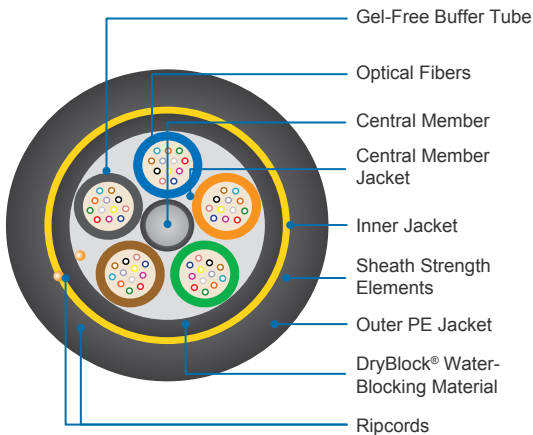 Gel-Free Buffer Tube
Optical Fibers
Central Member
Central Member
Jacket
Inner Jacket
Sheath Strength
Elements
Outer PE Jacket
DryBlock® Water-
Blocking Material
Ripcords